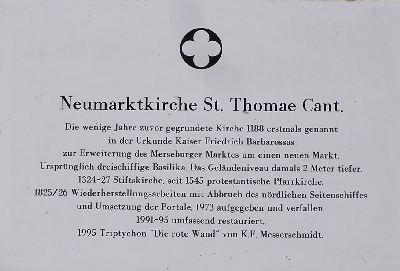 Neumarktkirche St. Thomae Cant.
Die wenige Jahre zuvor gegründete Kirche 1188 erstmals genannt
in der Urkunde Kaiser Friedrich Barbarossas
zur Erweiterung des Merseburger Marktes um einen neuen Markt.
Ursprünglich dreischiffige Basilika. Das Geländeniveau damals 2 Meter tiefer.
1324-27 Stiftskirche, seit 1545 protestantische Pfarrkirche.
1825/26 Wiederherstellungsarbeiten mit Abbruch des nördlichen Seitenschiffes
und Umsetzung der Portale, 1973 aufgegeben und verfallen,
1991-95 umfassend restauriert.
1995 Triptychon "Die rote Wand" von K.F. Messerschmidt.